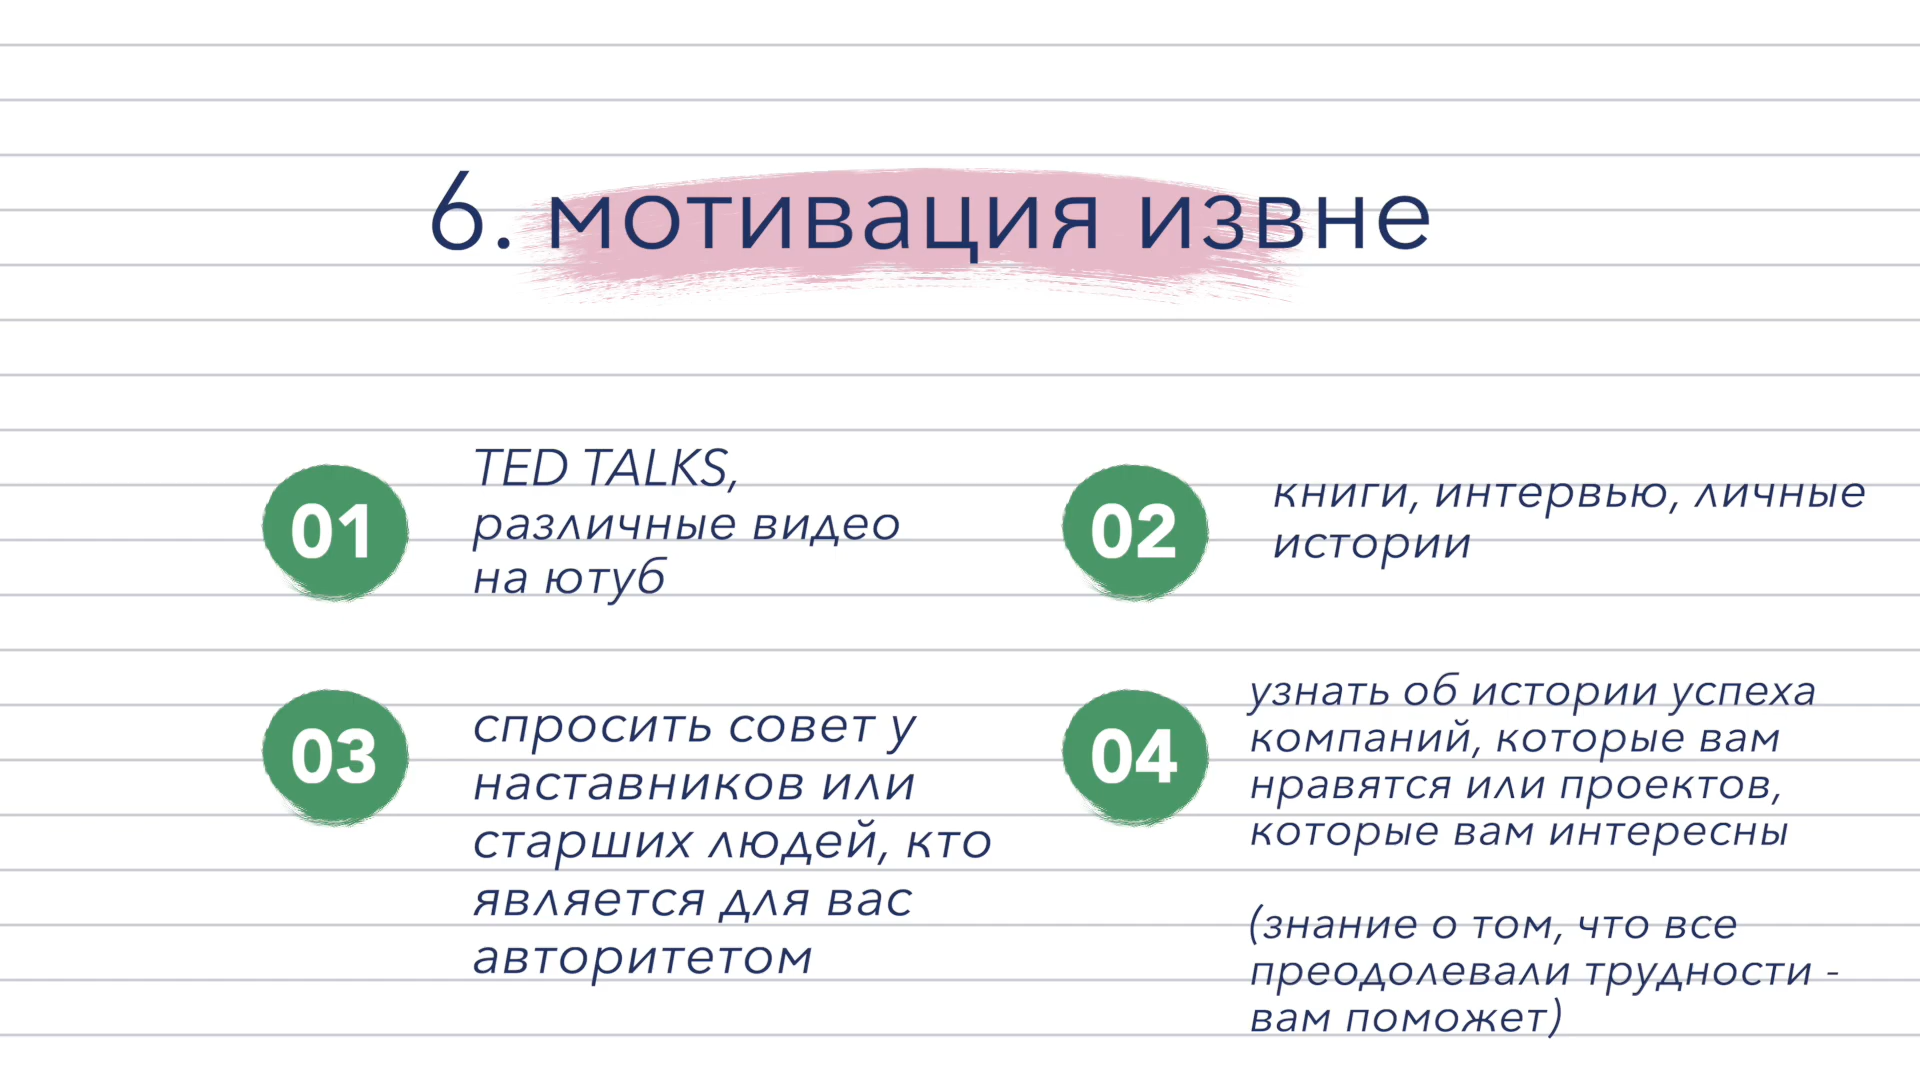 6. мотивация извне
01
TED TALKS,
различные видео
на ютуб
02
книги, интервью, личные
истории
03
спросить совет у
наставников или
старших людей, кто
является для вас
авторитетом
04
узнать об истории успеха
компаний, которые вам
нравятся или проектов,
которые вам интересны
(знание о том, что все
преодолевали трудности -
вам поможет)